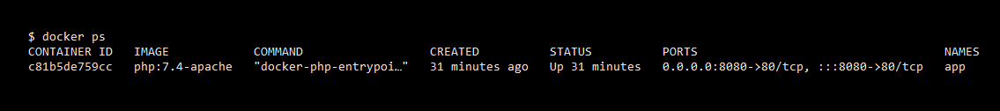 $ docker ps
CONTAINER ID   IMAGE            COMMAND                  CREATED          STATUS          PORTS                                   NAMES
c81b5de759cc   php:7.4-apache   "docker-php-entrypoi…"   31 minutes ago   Up 31 minutes   0.0.0.0:8080->80/tcp, :::8080->80/tcp   app